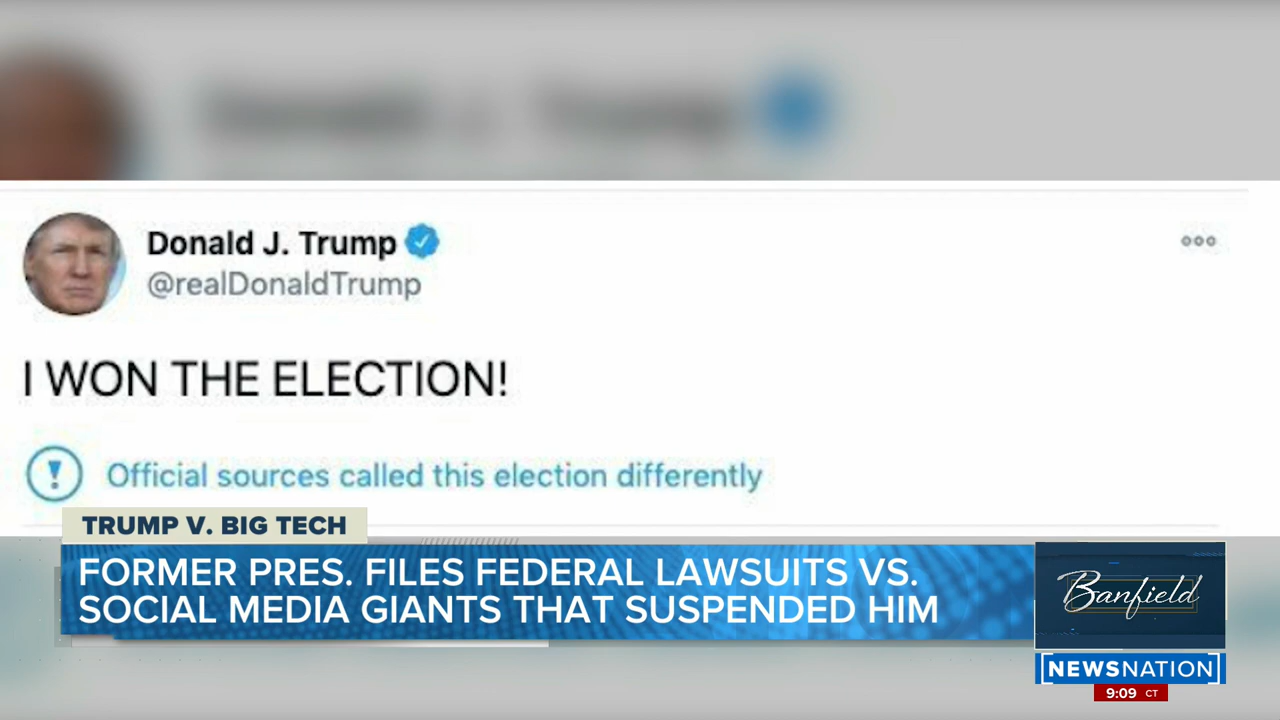 Donald J. Trump
@realDonaldTrump
I WON THE ELECTION!
Official sources called this election differently
TRUMP V. BIG TECH
FORMER PRES. FILES FEDERAL LAWSUITS VS.
SOCIAL MEDIA GIANTS THAT SUSPENDED HIM
Banfield
NEWSNATION
9:09 CT